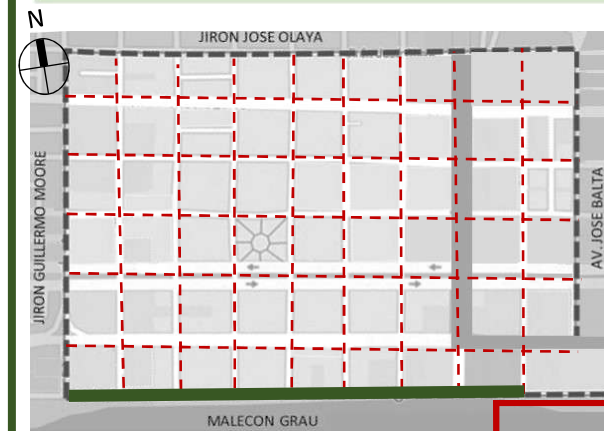 N
JIRON JOSE OLAYA
JIRON GUILLERMO MOORE
AV. JOSE BALTA
MALECON GRAU